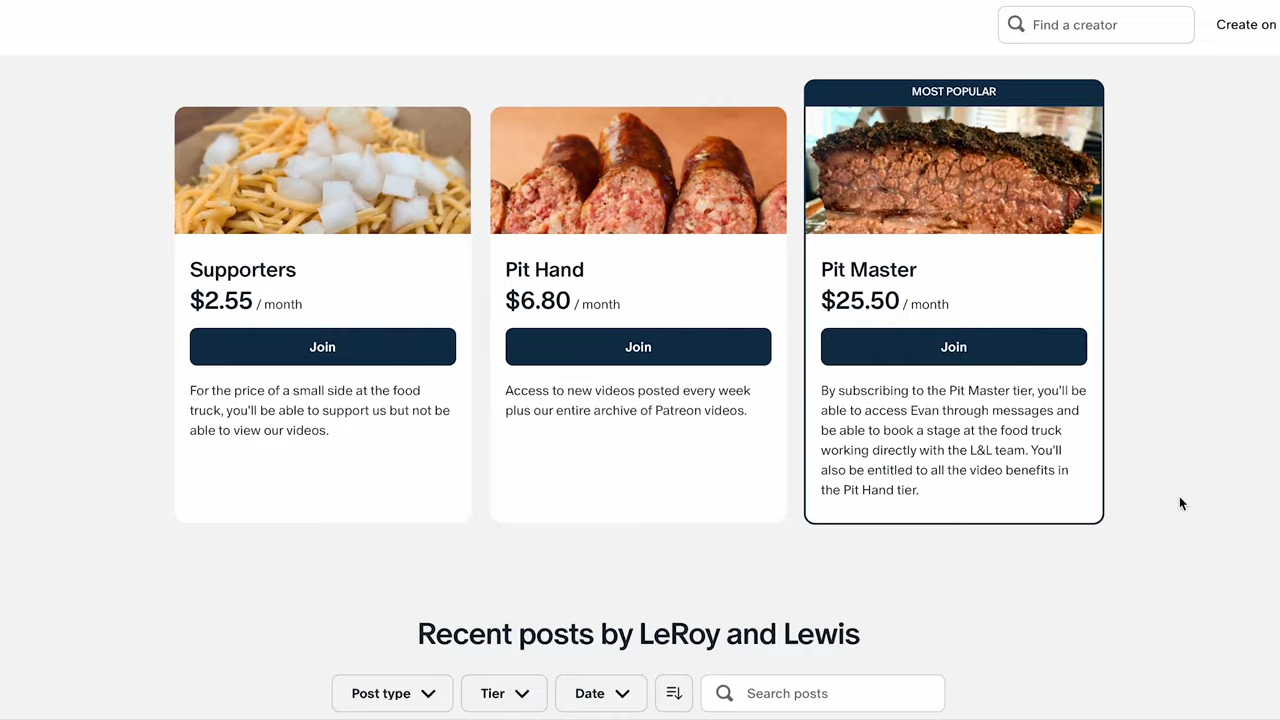 Find a creator
Create on
MOST POPULAR
Supporters
$2.55 / month
Join
For the price of a small side at the food
truck, you'll be able to support us but not be
able to view our videos.
Pit Hand
$6.80 / month
Join
Access to new videos posted every week
plus our entire archive of Patreon videos.
Pit Master
$25.50 / month
Join
By subscribing to the Pit Master tier, you'll be
able to access Evan through messages and
be able to book a stage at the food truck
working directly with the L&L team. You'll
also be entitled to all the video benefits in
the Pit Hand tier.
Recent posts by LeRoy and Lewis
Post type
Tier
Date
Search posts